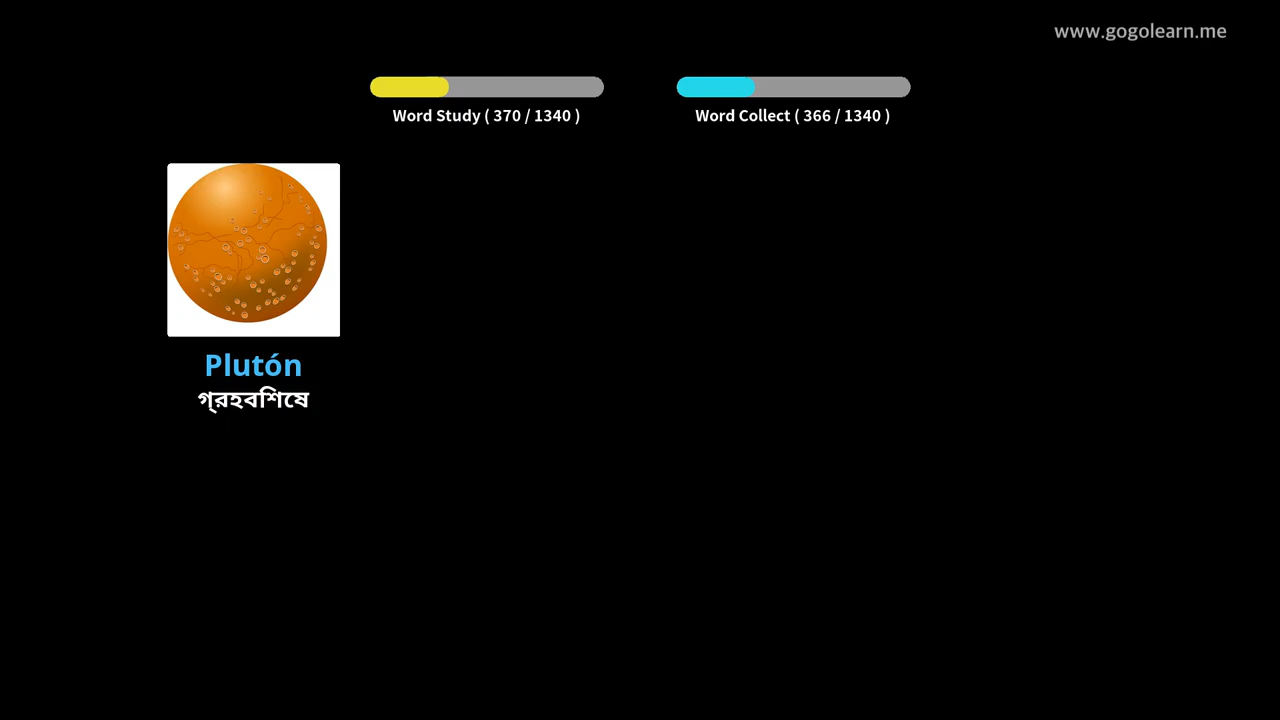 www.gogolearn.me
Word Study ( 370 / 1340 )
Word Collect ( 366 / 1340 )
Plutón
গ্রহবিশেষ